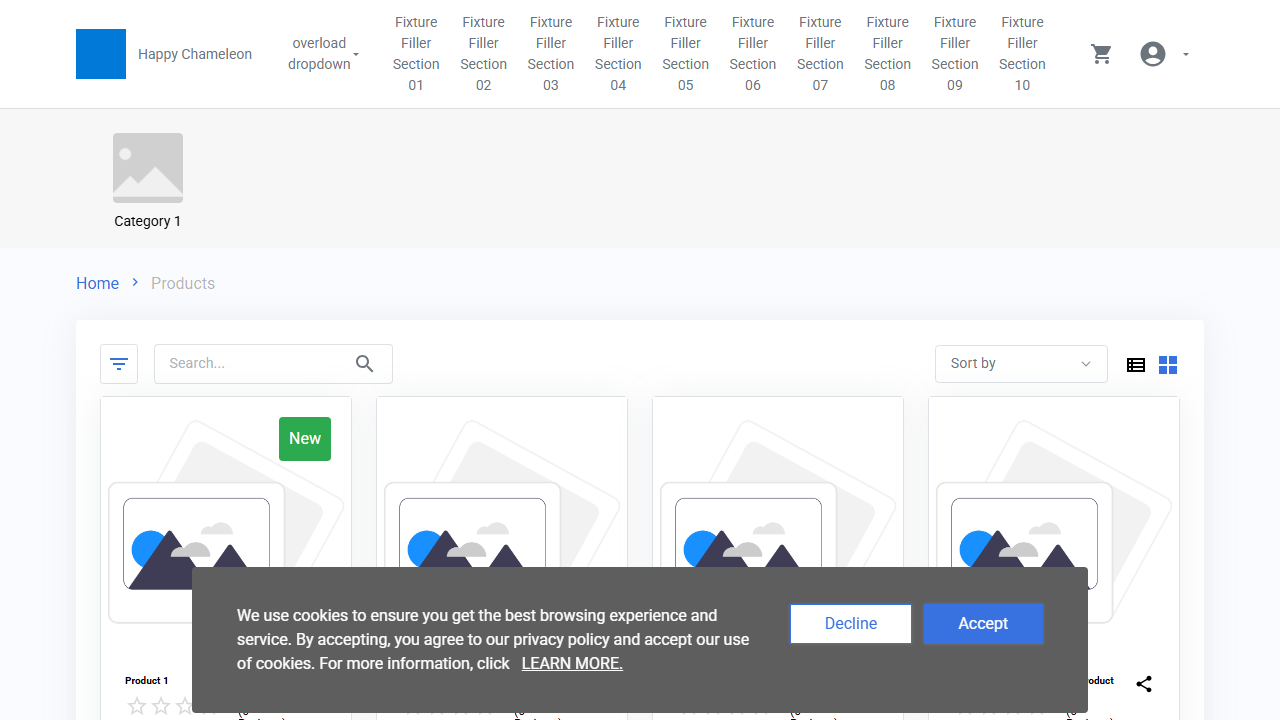 Happy Chameleon
overload
dropdown
Fixture
Filler
Section
01
Fixture
Filler
Section
02
Fixture
Filler
Section
03
Fixture
Filler
Section
04
Fixture
Filler
Section
05
Fixture
Filler
Section
06
Fixture
Filler
Section
07
Fixture
Filler
Section
08
Fixture
Filler
Section
09
Fixture
Filler
Section
10
Category 1
Home
Products
Search...
Sort by
New
We use cookies to ensure you get the best browsing experience and
service. By accepting, you agree to our privacy policy and accept our use
of cookies. For more information, click LEARN MORE.
Decline
Accept
Product 1